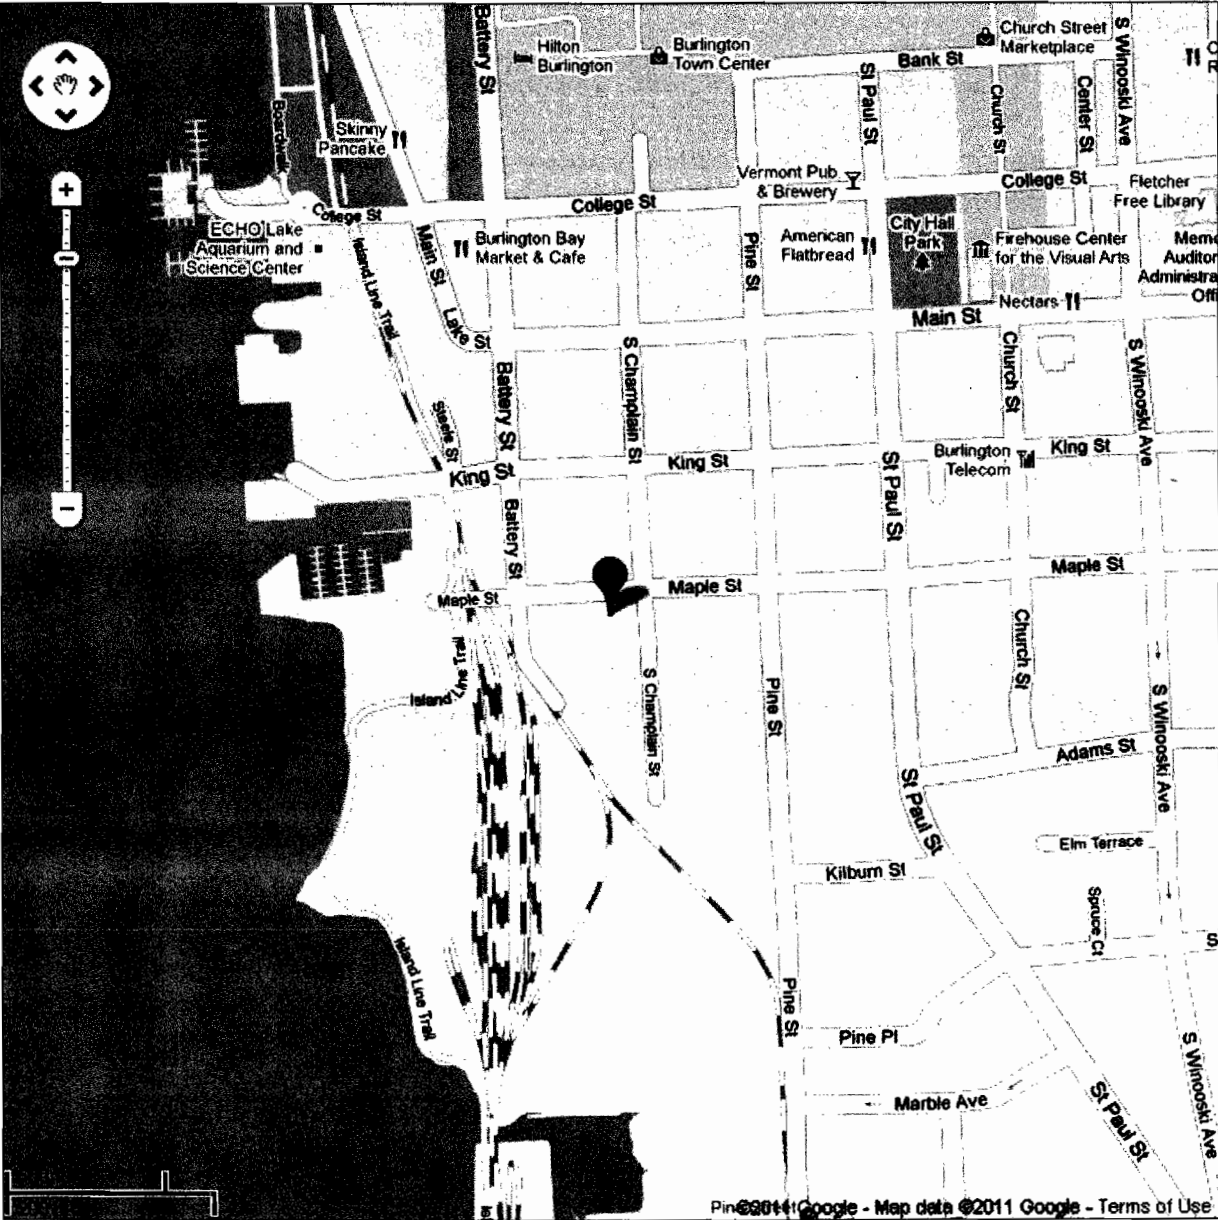 Battery St
Hilton
Burlington
Burlington
Town Center
Church Street
Marketplace
S Winooski Ave
Bank St
St Paul St
Church St
Center St
Boardwalk
Skinny
Pancake
Vermont Pub
& Brewery
College St
College St
College St
Fletcher
Free Library
ECHO Lake
Aquarium and
Science Center
Island Line Trail
Main St
Burlington Bay
Market & Cafe
Pine St
American
Flatbread
City Hall
Park
Firehouse Center
for the Visual Arts
Nectars
Main St
Lake St
S Champlain St
Battery St
Steele St
Church St
S Winooski Ave
King St
King St
King St
Burlington
Telecom
St Paul St
Battery St
Maple St
Maple St
Maple St
Island Line Trail
S Champlain St
Pine St
Church St
S Winooski Ave
Adams St
St Paul St
Elm Terrace
Kilburn St
Spruce Ct
Island Line Trail
Pine St
Pine Pl
S Winooski Ave
Marble Ave
St Paul St
©2011 Google - Map data ©2011 Google - Terms of Use